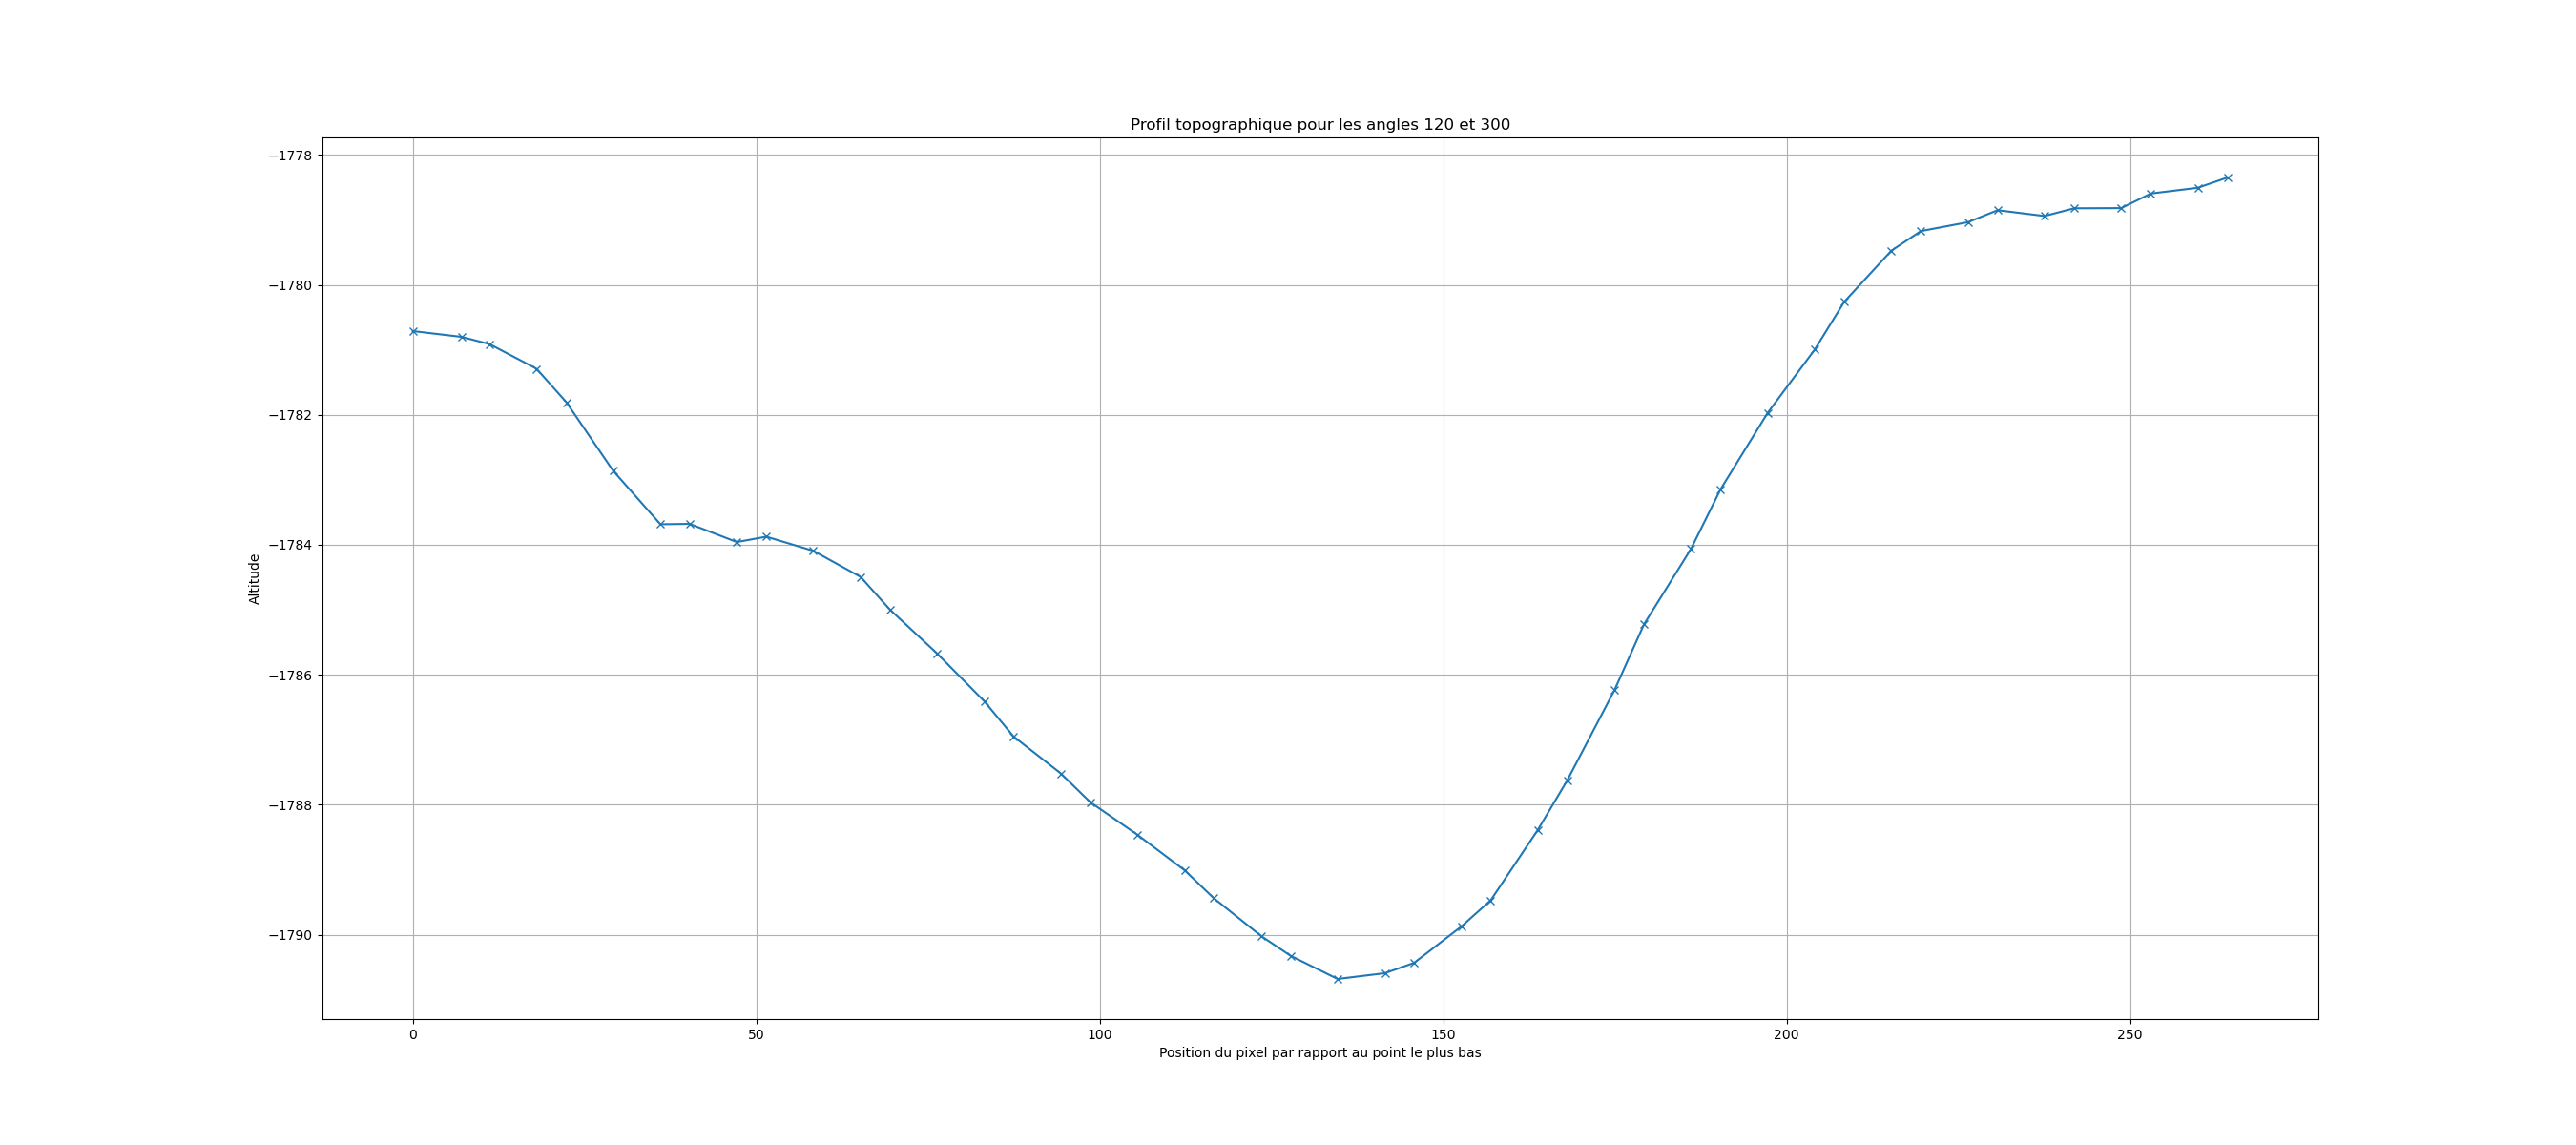 Profil topographique pour les angles 120 et 300
−1778
−1780
−1782
−1784
−1786
−1788
−1790
Altitude
0 50 100 150 200 250
Position du pixel par rapport au point le plus bas